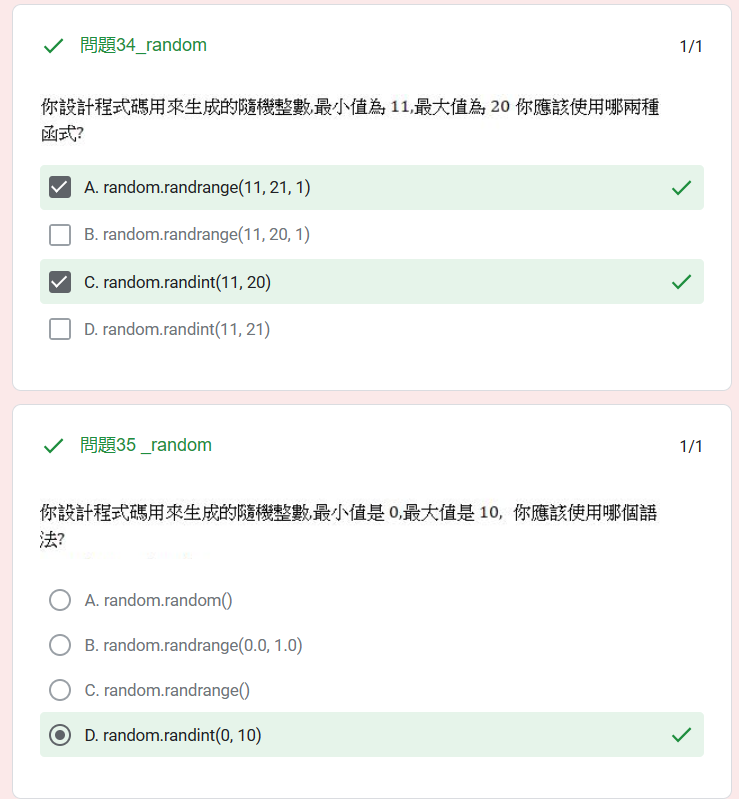 問題34_random
1/1
你設計程式碼用來生成的隨機整數,最小值為 11,最大值為 20 你應該使用哪兩種
函式?
A. random.randrange(11, 21, 1)
B. random.randrange(11, 20, 1)
C. random.randint(11, 20)
D. random.randint(11, 21)
問題35 _random
1/1
你設計程式碼用來生成的隨機整數,最小值是 0,最大值是 10, 你應該使用哪個語
法?
A. random.random()
B. random.randrange(0.0, 1.0)
C. random.randrange()
D. random.randint(0, 10)